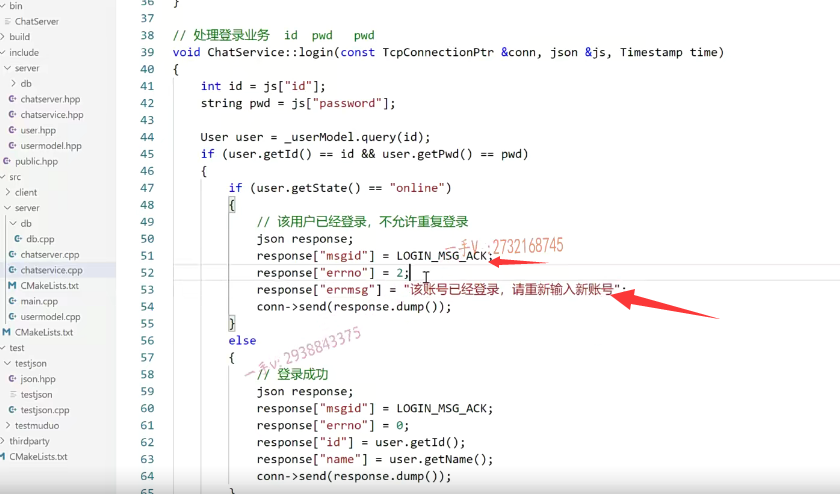 bin
ChatServer
build
include
server
db
chatserver.hpp
chatservice.hpp
user.hpp
usermodel.hpp
public.hpp
src
client
server
db
db.cpp
chatserver.cpp
chatservice.cpp
CMakeLists.txt
main.cpp
usermodel.cpp
CMakeLists.txt
test
testjson
json.hpp
testjson
testjson.cpp
testmuduo
thirdparty
CMakeLists.txt
36 }
37
38 // 处理登录业务  id  pwd   pwd
39 void ChatService::login(const TcpConnectionPtr &conn, json &js, Timestamp time)
40 {
41     int id = js["id"];
42     string pwd = js["password"];
43
44     User user = _userModel.query(id);
45     if (user.getId() == id && user.getPwd() == pwd)
46     {
47         if (user.getState() == "online")
48         {
49             // 该用户已经登录，不允许重复登录
50             json response;
51             response["msgid"] = LOGIN_MSG_ACK;
52             response["errno"] = 2;
53             response["errmsg"] = "该账号已经登录，请重新输入新账号";
54             conn->send(response.dump());
55         }
56         else
57         {
58             // 登录成功
59             json response;
60             response["msgid"] = LOGIN_MSG_ACK;
61             response["errno"] = 0;
62             response["id"] = user.getId();
63             response["name"] = user.getName();
64             conn->send(response.dump());
65         }
一手V：2732168745
一手v：2938843375